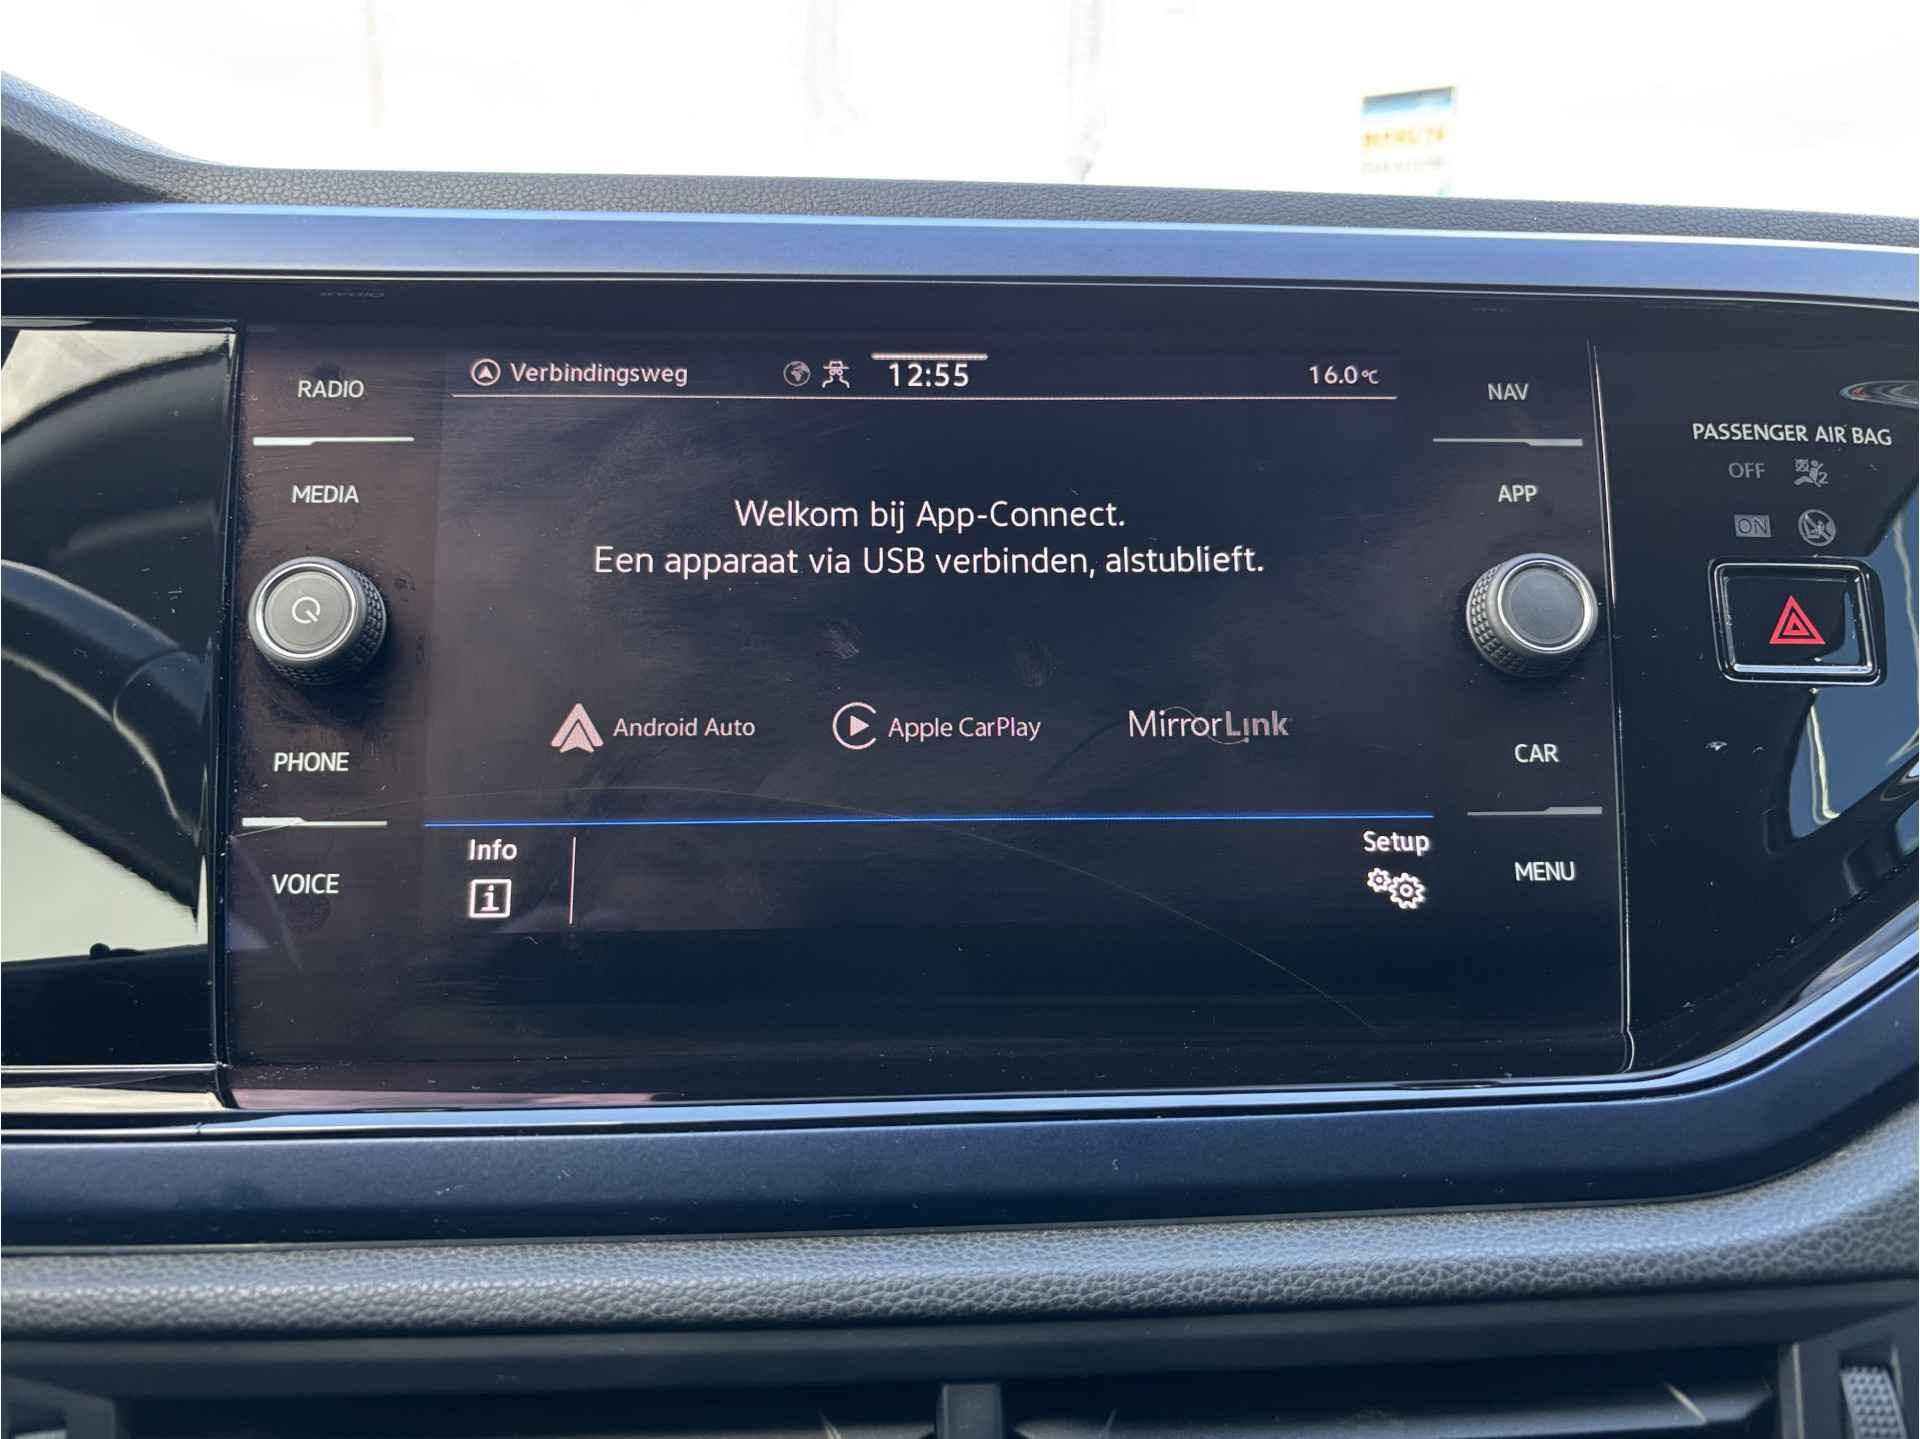 RADIO
MEDIA
PHONE
VOICE
Verbindingsweg
12:55
16.0°C
Welkom bij App-Connect.
Een apparaat via USB verbinden, alstublieft.
Android Auto
Apple CarPlay
MirrorLink
Info
Setup
NAV
APP
CAR
MENU
PASSENGER AIR BAG
OFF
2
ON